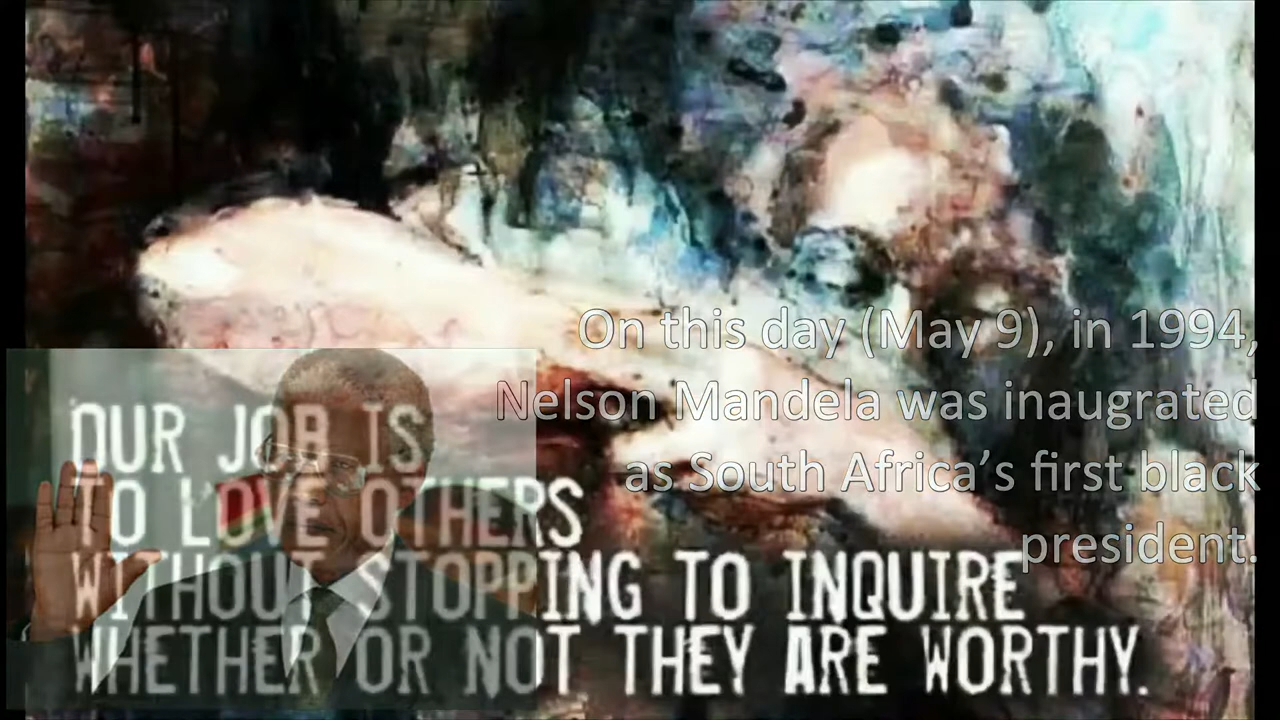 On this day (May 9), in 1994,
Nelson Mandela was inaugrated
as South Africa’s first black
president.
OUR JOB IS
TO LOVE OTHERS
WITHOUT STOPPING TO INQUIRE
WHETHER OR NOT THEY ARE WORTHY.